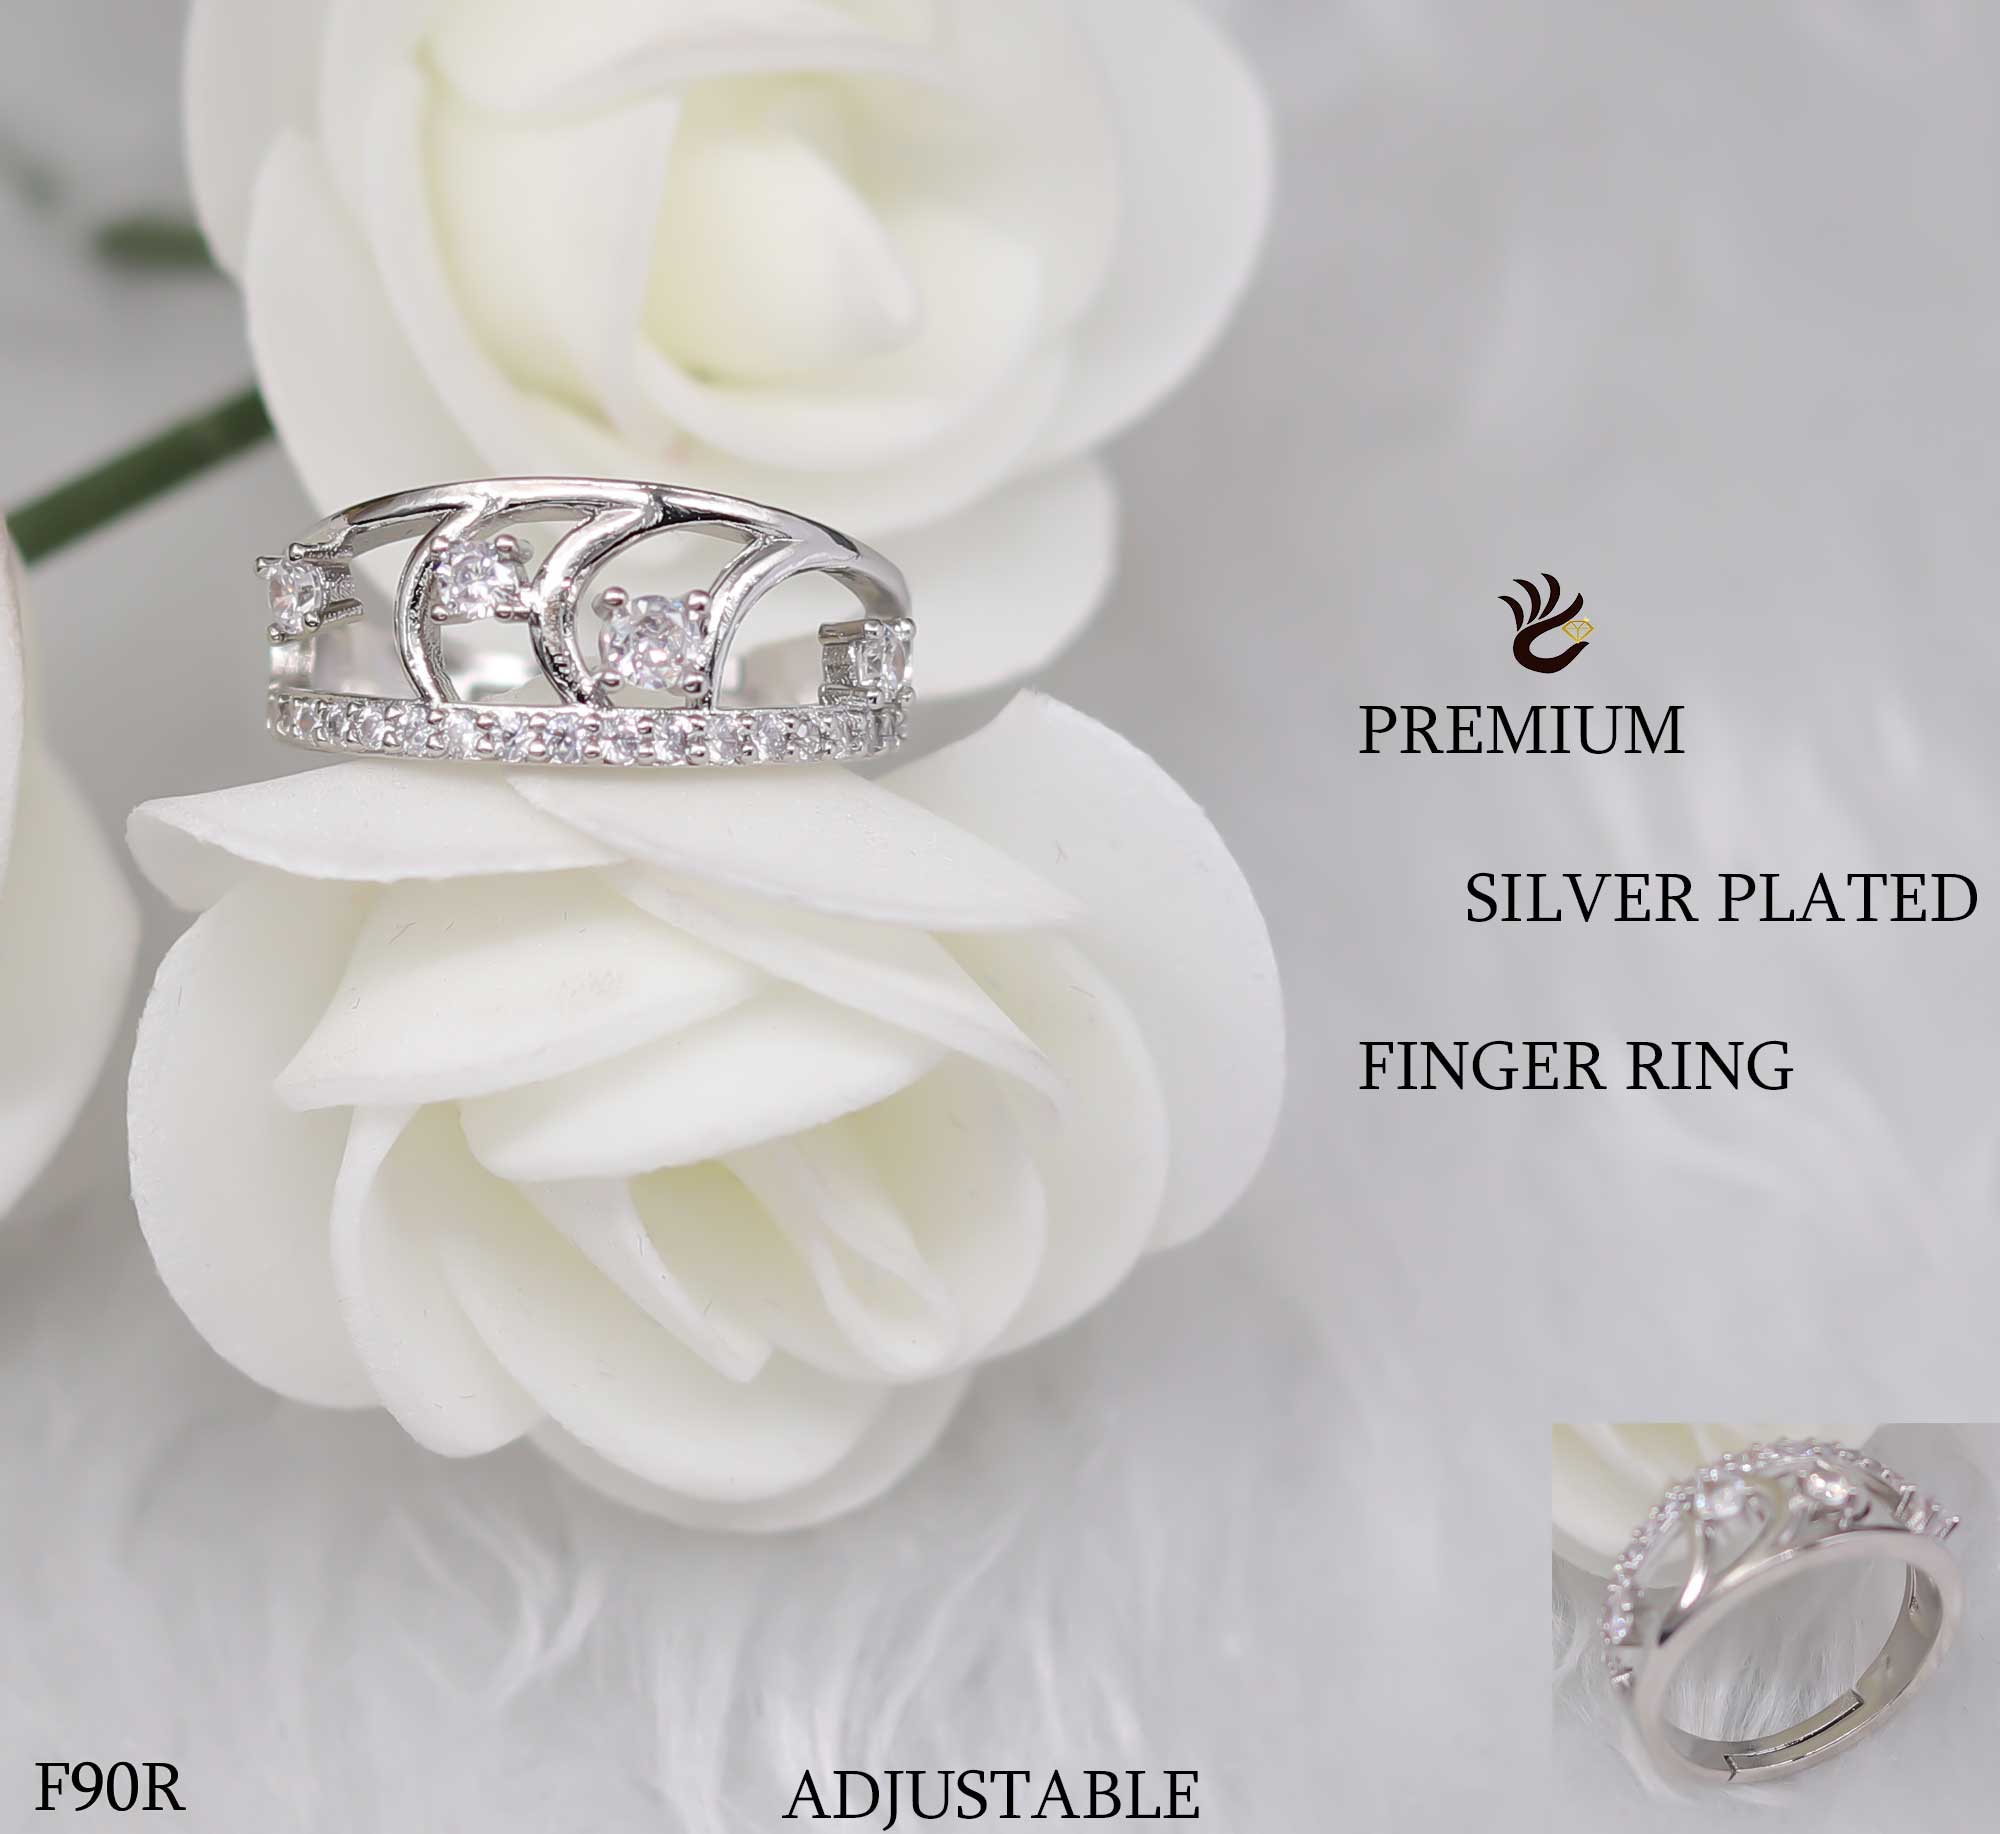 PREMIUM
SILVER PLATED
FINGER RING
F90R
ADJUSTABLE